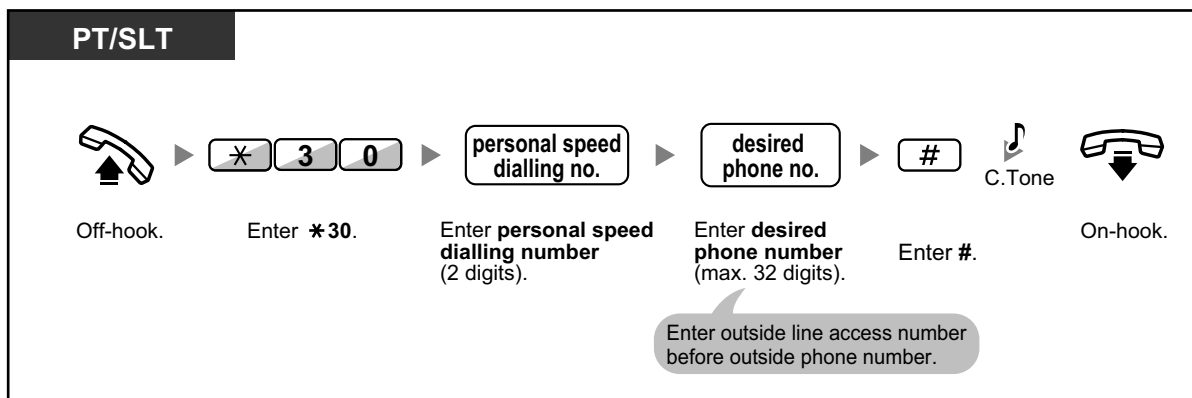 PT/SLT
* 3 0
personal speed
dialling no.
desired
phone no.
#
C.Tone
Off-hook.
Enter *30.
Enter personal speed
dialling number
(2 digits).
Enter desired
phone number
(max. 32 digits).
Enter #.
On-hook.
Enter outside line access number
before outside phone number.